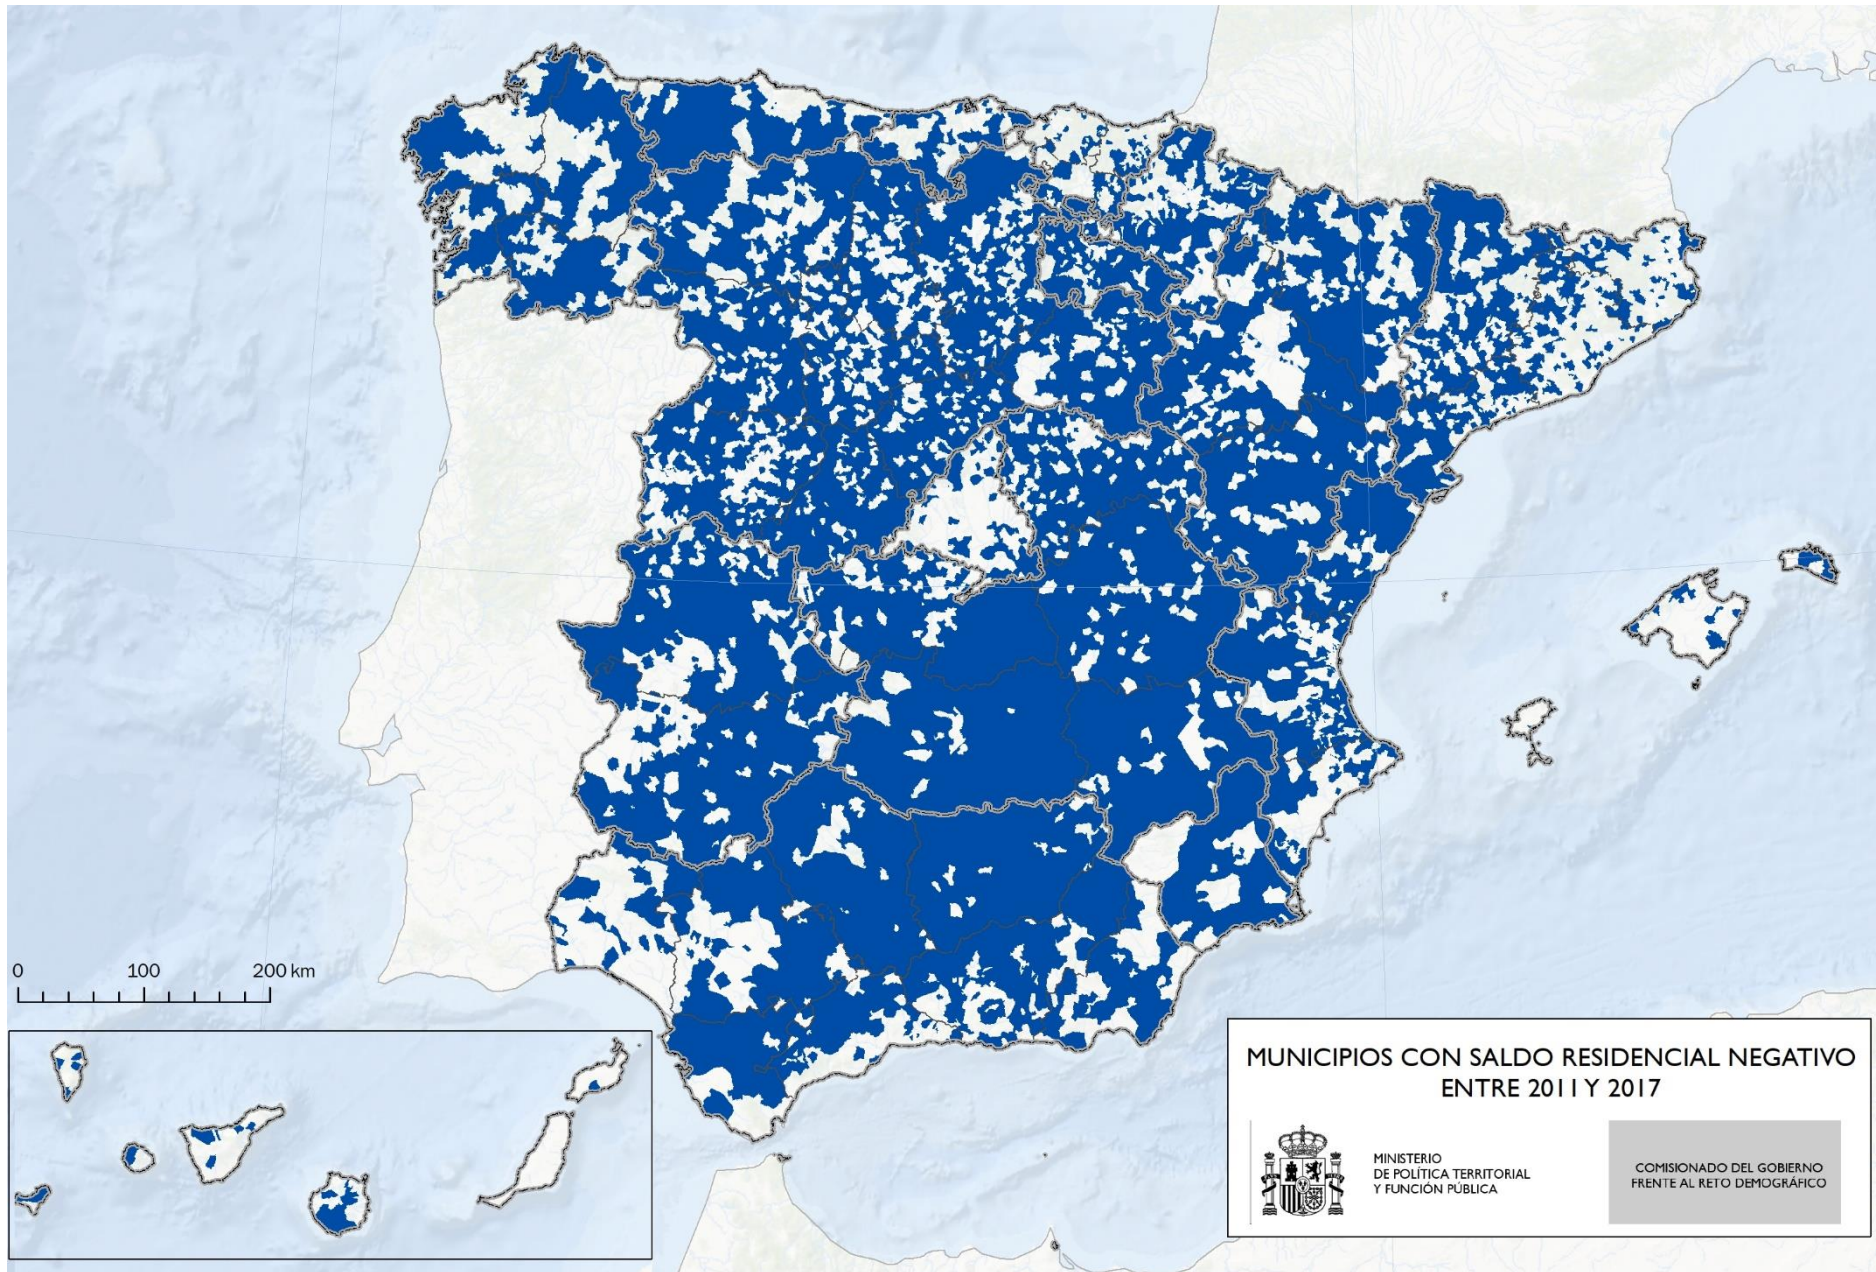 0 100 200 km
MUNICIPIOS CON SALDO RESIDENCIAL NEGATIVO
ENTRE 2011 Y 2017
MINISTERIO
DE POLÍTICA TERRITORIAL
Y FUNCIÓN PÚBLICA
COMISIONADO DEL GOBIERNO
FRENTE AL RETO DEMOGRÁFICO